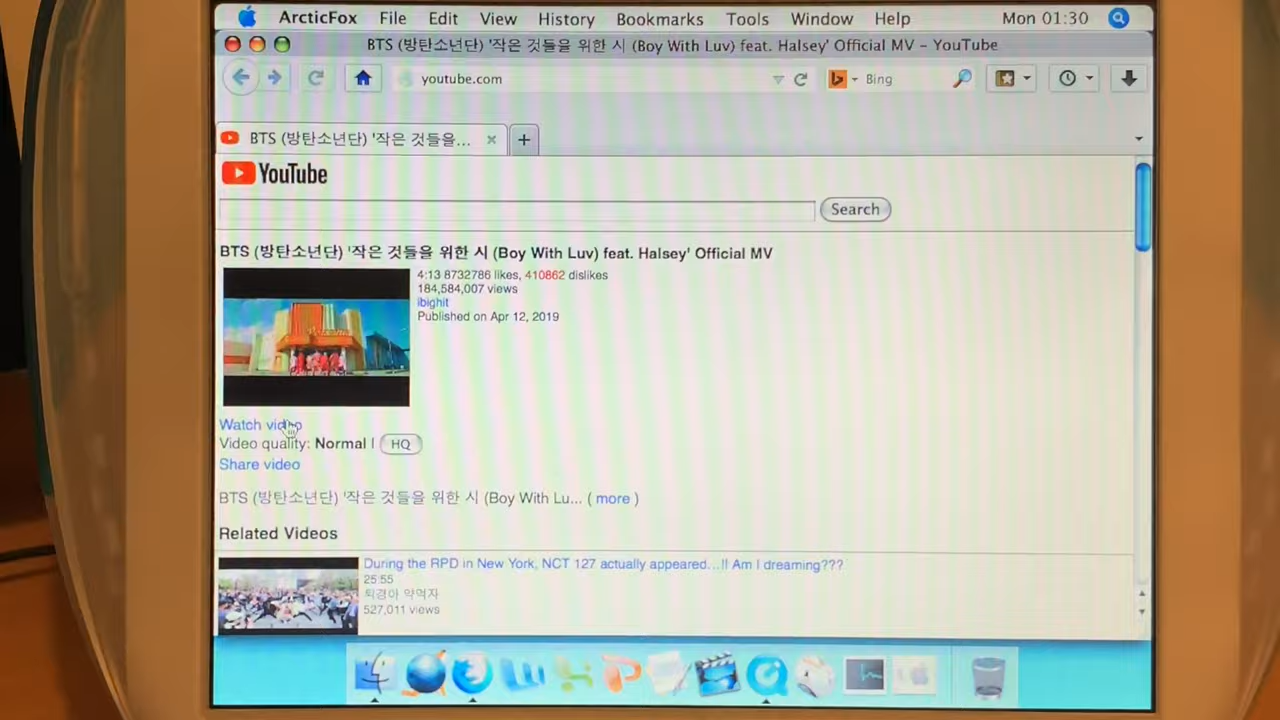 ArcticFox File Edit View History Bookmarks Tools Window Help Mon 01:30
BTS (방탄소년단) '작은 것들을 위한 시 (Boy With Luv) feat. Halsey' Official MV - YouTube
youtube.com Bing
BTS (방탄소년단) '작은 것들을...
YouTube
Search
BTS (방탄소년단) '작은 것들을 위한 시 (Boy With Luv) feat. Halsey' Official MV
4:13 8732786 likes, 410862 dislikes
184,584,007 views
ibighit
Published on Apr 12, 2019
Watch video
Video quality: Normal | HQ
Share video
BTS (방탄소년단) '작은 것들을 위한 시 (Boy With Lu... ( more )
Related Videos
During the RPD in New York, NCT 127 actually appeared...!! Am I dreaming???
25:55
퇴경아 약먹자
527,011 views